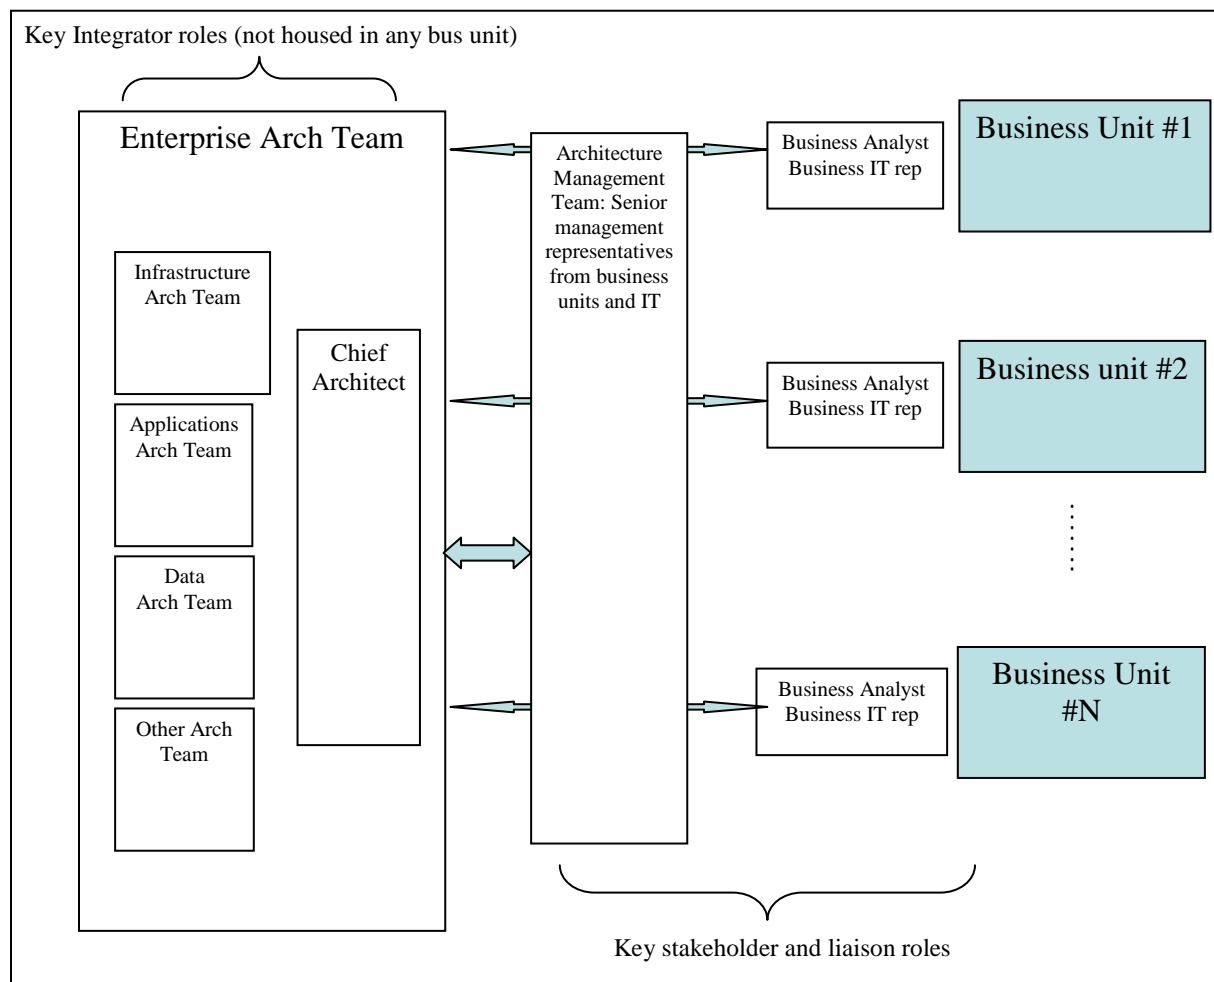 Key Integrator roles (not housed in any bus unit)
Enterprise Arch Team
Infrastructure
Arch Team
Applications
Arch Team
Data
Arch Team
Other Arch
Team
Chief
Architect
Architecture
Management
Team: Senior
management
representatives
from business
units and IT
Business Analyst
Business IT rep
Business Unit #1
Business Analyst
Business IT rep
Business unit #2
Business Analyst
Business IT rep
Business Unit
#N
Key stakeholder and liaison roles